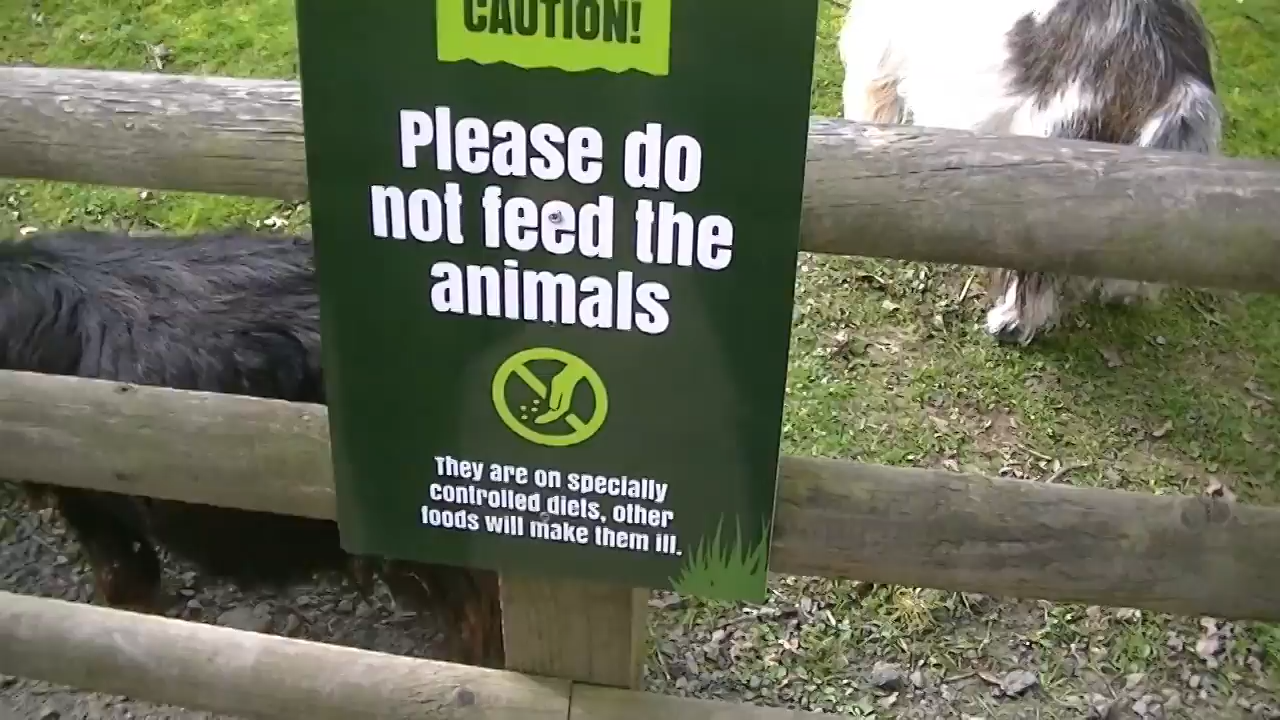 CAUTION!
Please do
not feed the
animals
They are on specially
controlled diets, other
foods will make them ill.